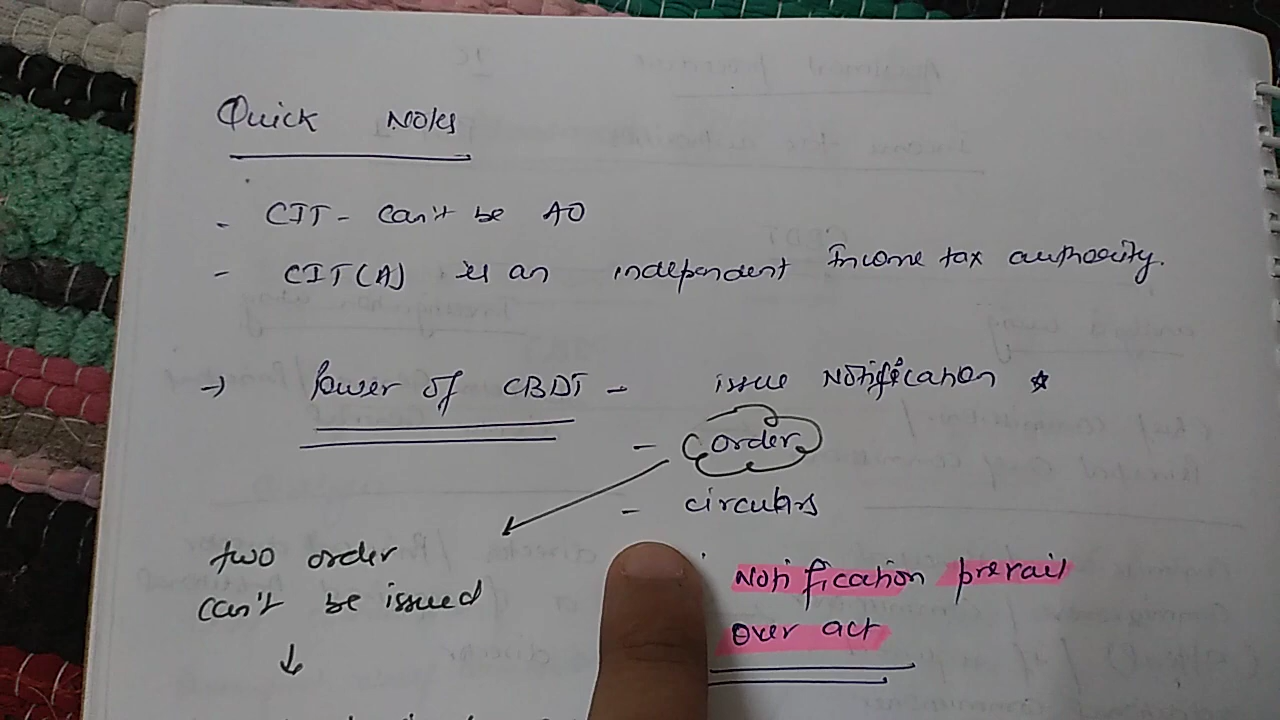 Quick Notes
- CIT - can't be AO
- CIT(A) is an independent Income tax authority.
→ Power of CBDT - issue Notification ☆
- order
- circulars
two order
can't be issued
↓
Notification prevail
over act